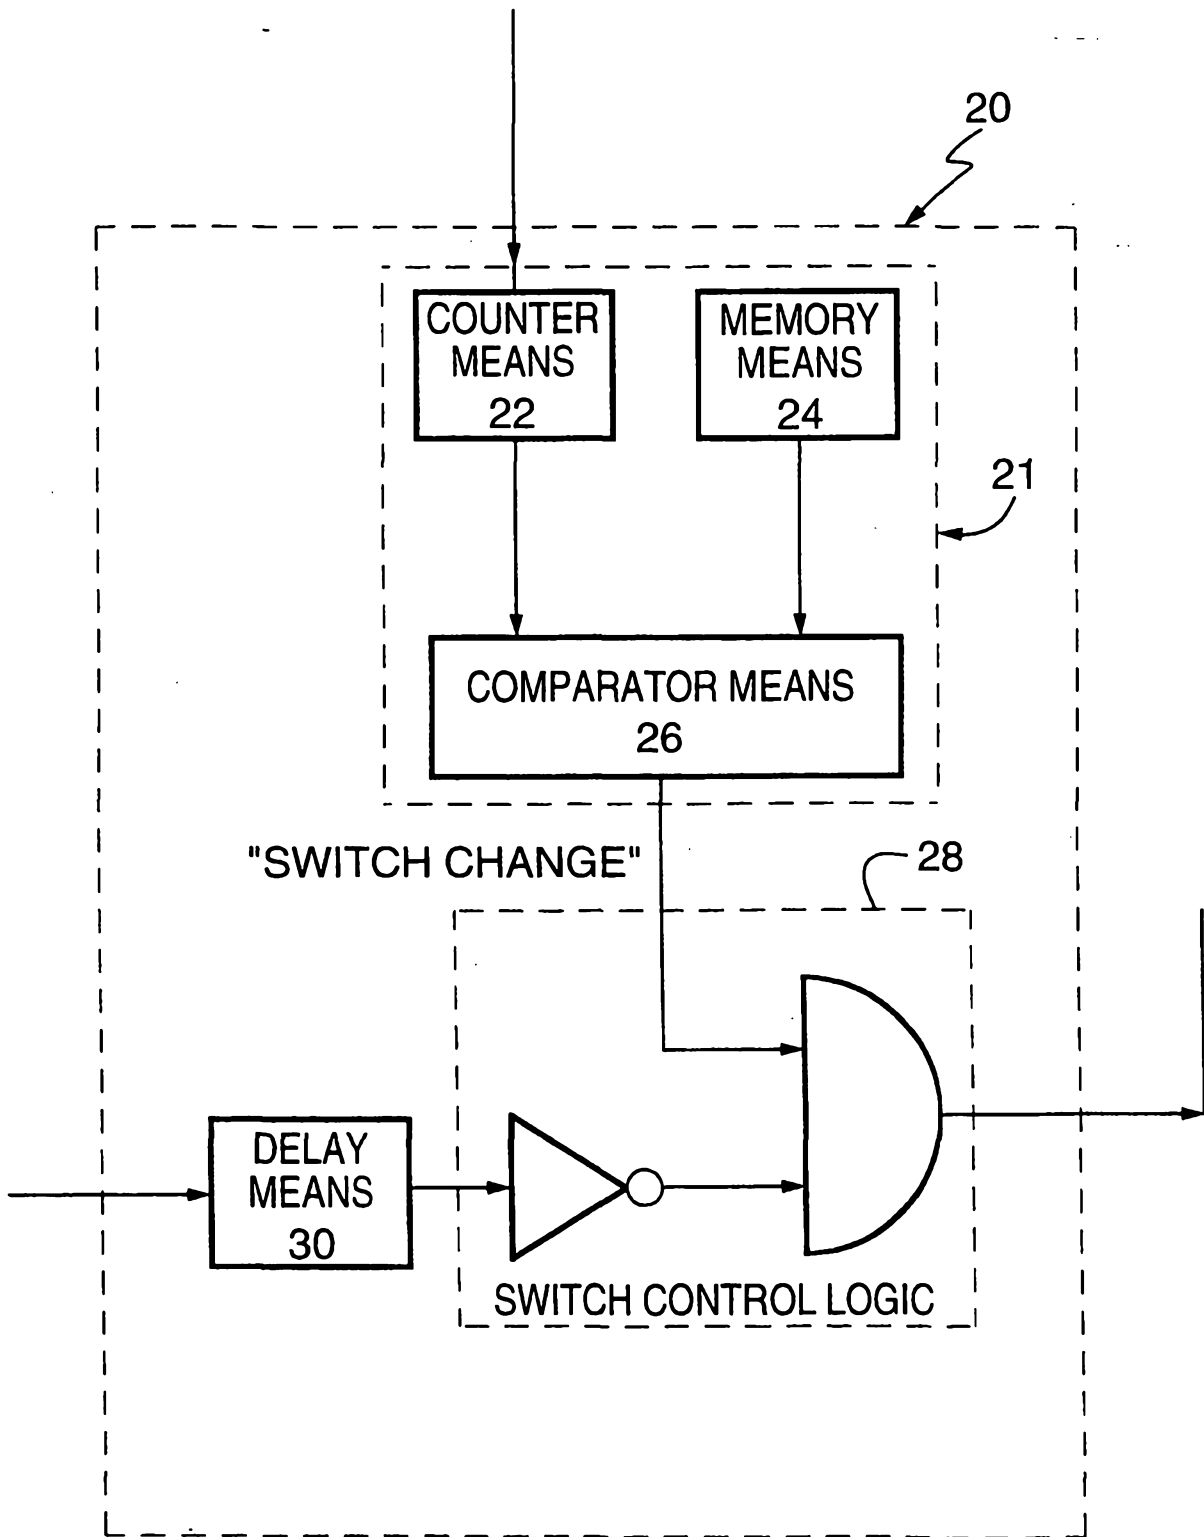 20
COUNTER
MEANS
22
MEMORY
MEANS
24
21
COMPARATOR MEANS
26
"SWITCH CHANGE"
28
DELAY
MEANS
30
SWITCH CONTROL LOGIC